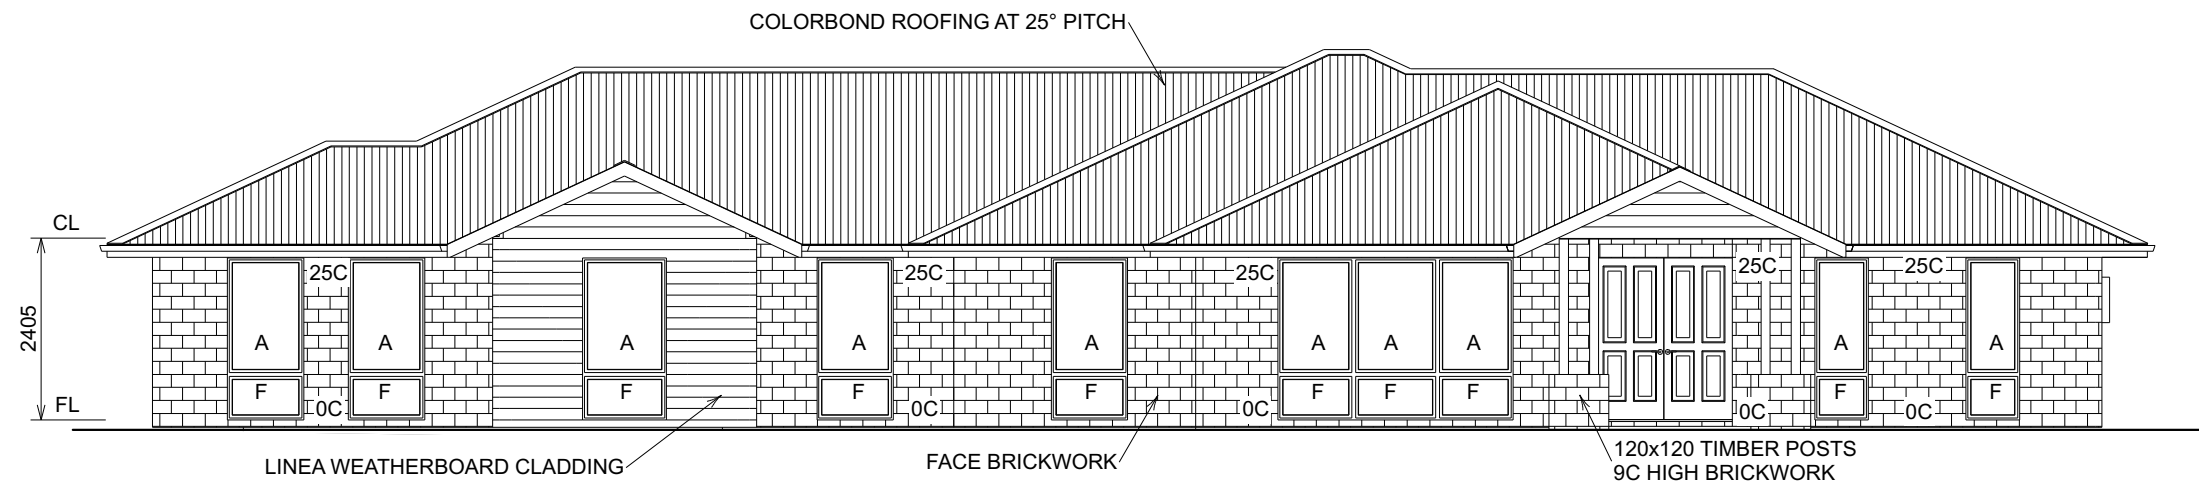 COLORBOND ROOFING AT 25° PITCH
CL
25C 25C 25C 25C 25C
2405
A A A A A A A A A A
F F F F F F F F F F
FL
0C 0C 0C 0C 0C
LINEA WEATHERBOARD CLADDING
FACE BRICKWORK
120x120 TIMBER POSTS
9C HIGH BRICKWORK